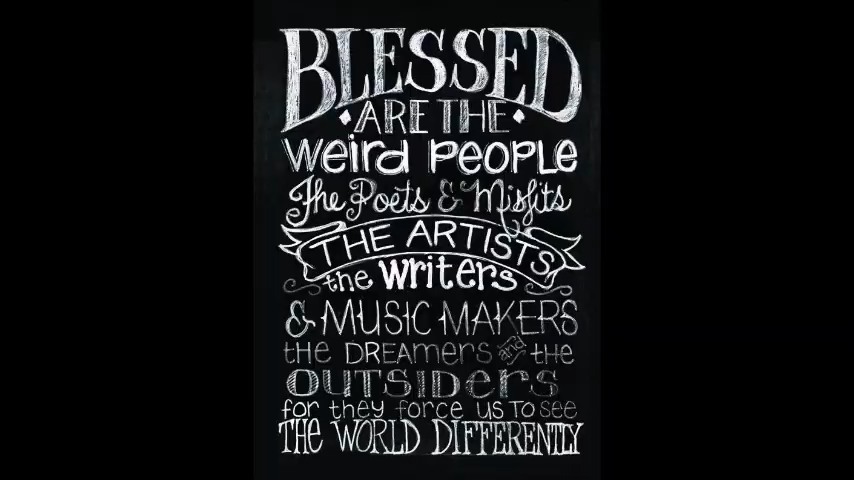 BLESSED
ARE THE
weird PEOPLE
The Poets & Misfits
THE ARTISTS
the writers
& MUSIC MAKERS
the DREAMers and the
OUTSIDers
for they force us TO see
THE WORLD DIFFERENTLY